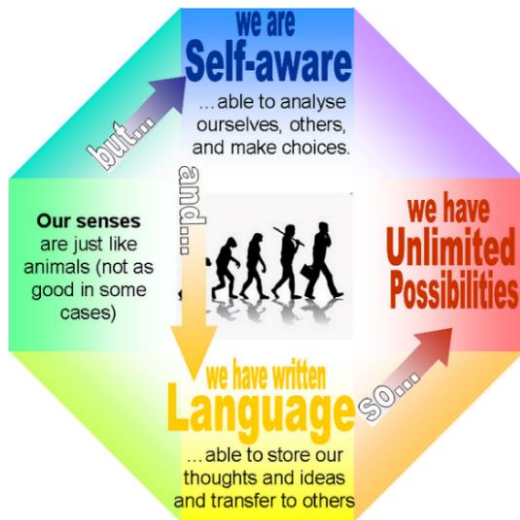 Our senses
are just like
animals (not as
good in some
cases)
but...
we are
Self-aware
...able to analyse
ourselves, others,
and make choices.
and...
we have written
Language
...able to store our
thoughts and ideas
and transfer to others
so...
we have
Unlimited
Possibilities